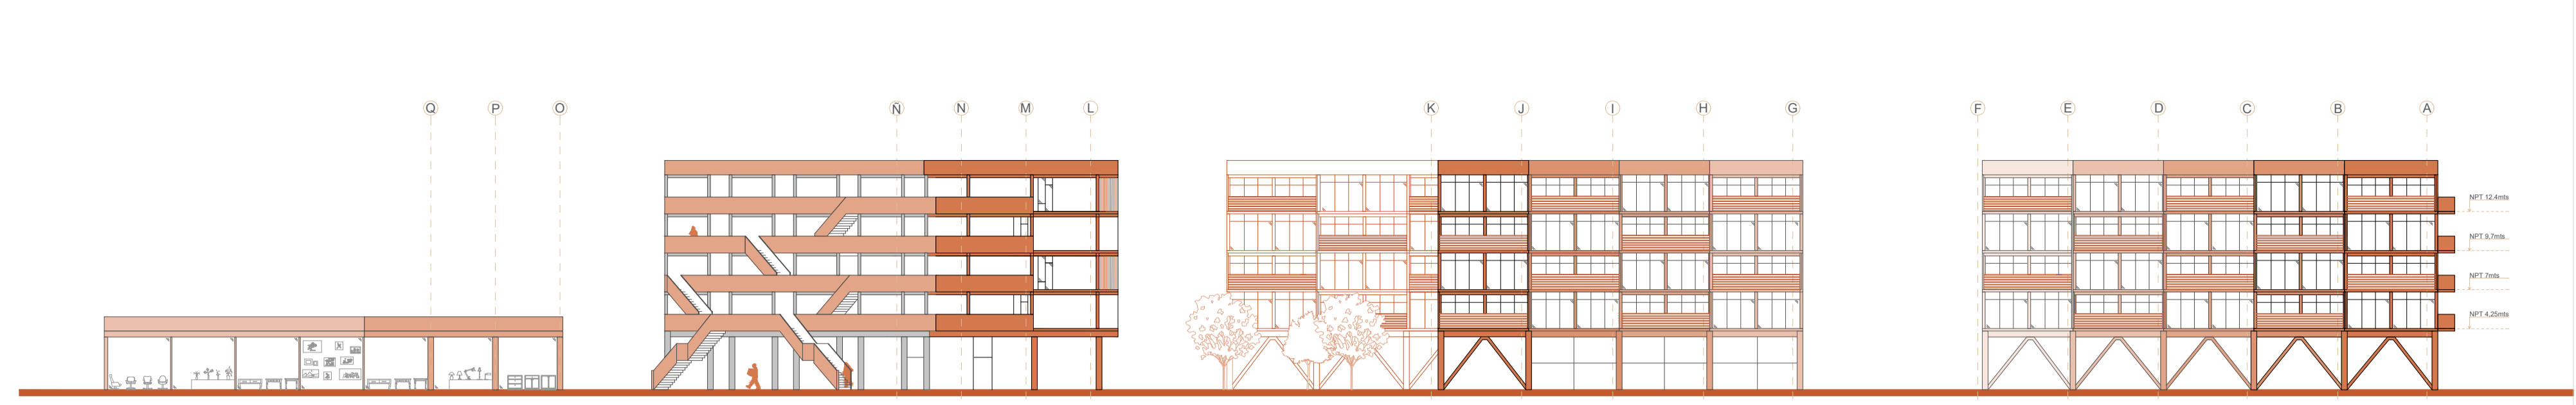 Q P O Ñ N M L K J I H G F E D C B A
NPT 12.4mts
NPT 9,7mts
NPT 7mts
NPT 4,25mts